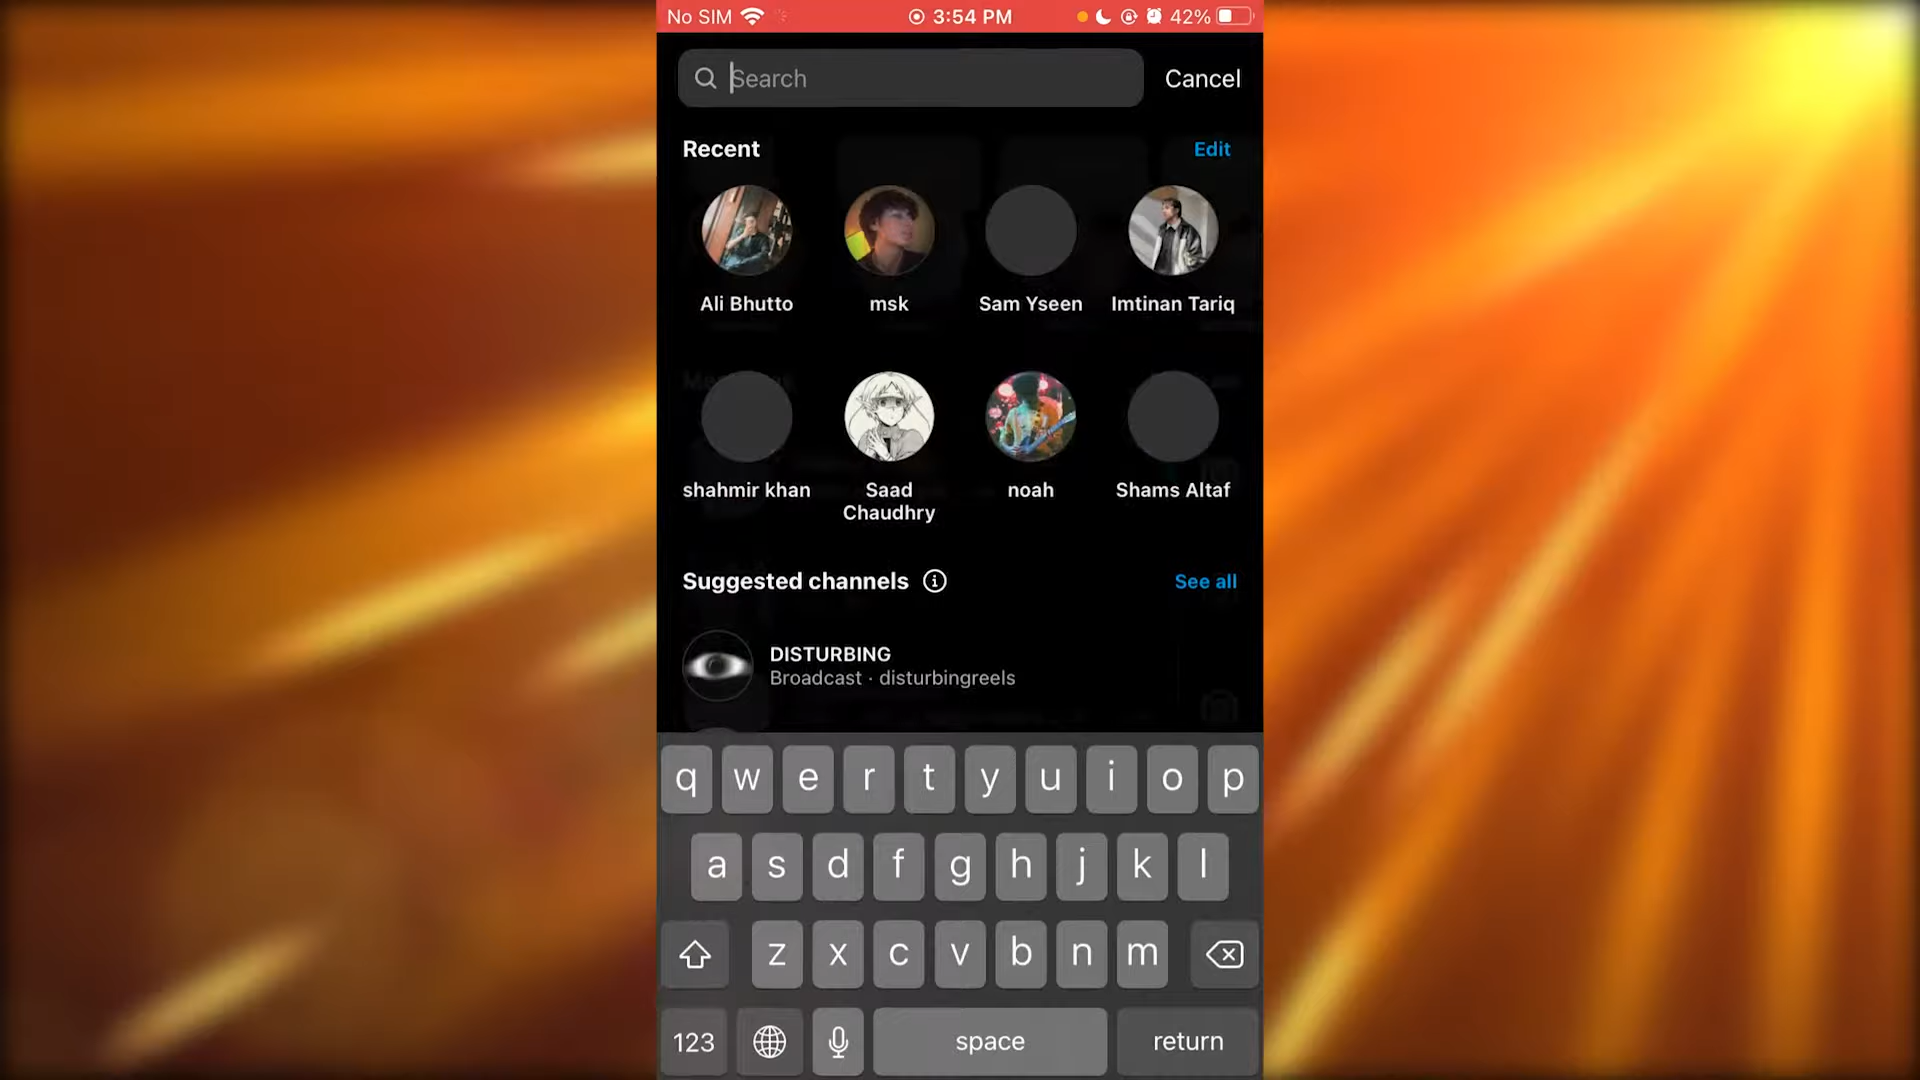 No SIM 3:54 PM 42%
Search Cancel
Recent Edit
Ali Bhutto msk Sam Yseen Imtinan Tariq
shahmir khan Saad Chaudhry noah Shams Altaf
Suggested channels See all
DISTURBING
Broadcast · disturbingreels
q w e r t y u i o p
a s d f g h j k l
z x c v b n m
123 space return